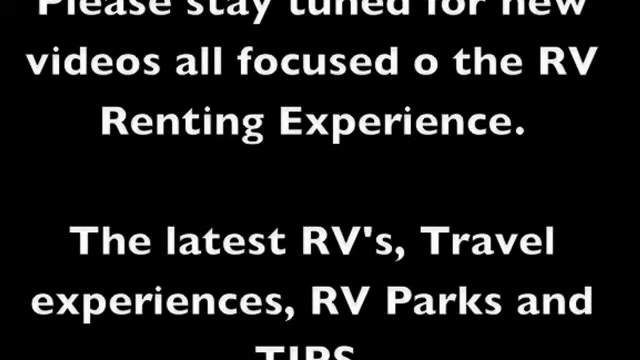 Please stay tuned for new
videos all focused o the RV
Renting Experience.
The latest RV's, Travel
experiences, RV Parks and
TIPS